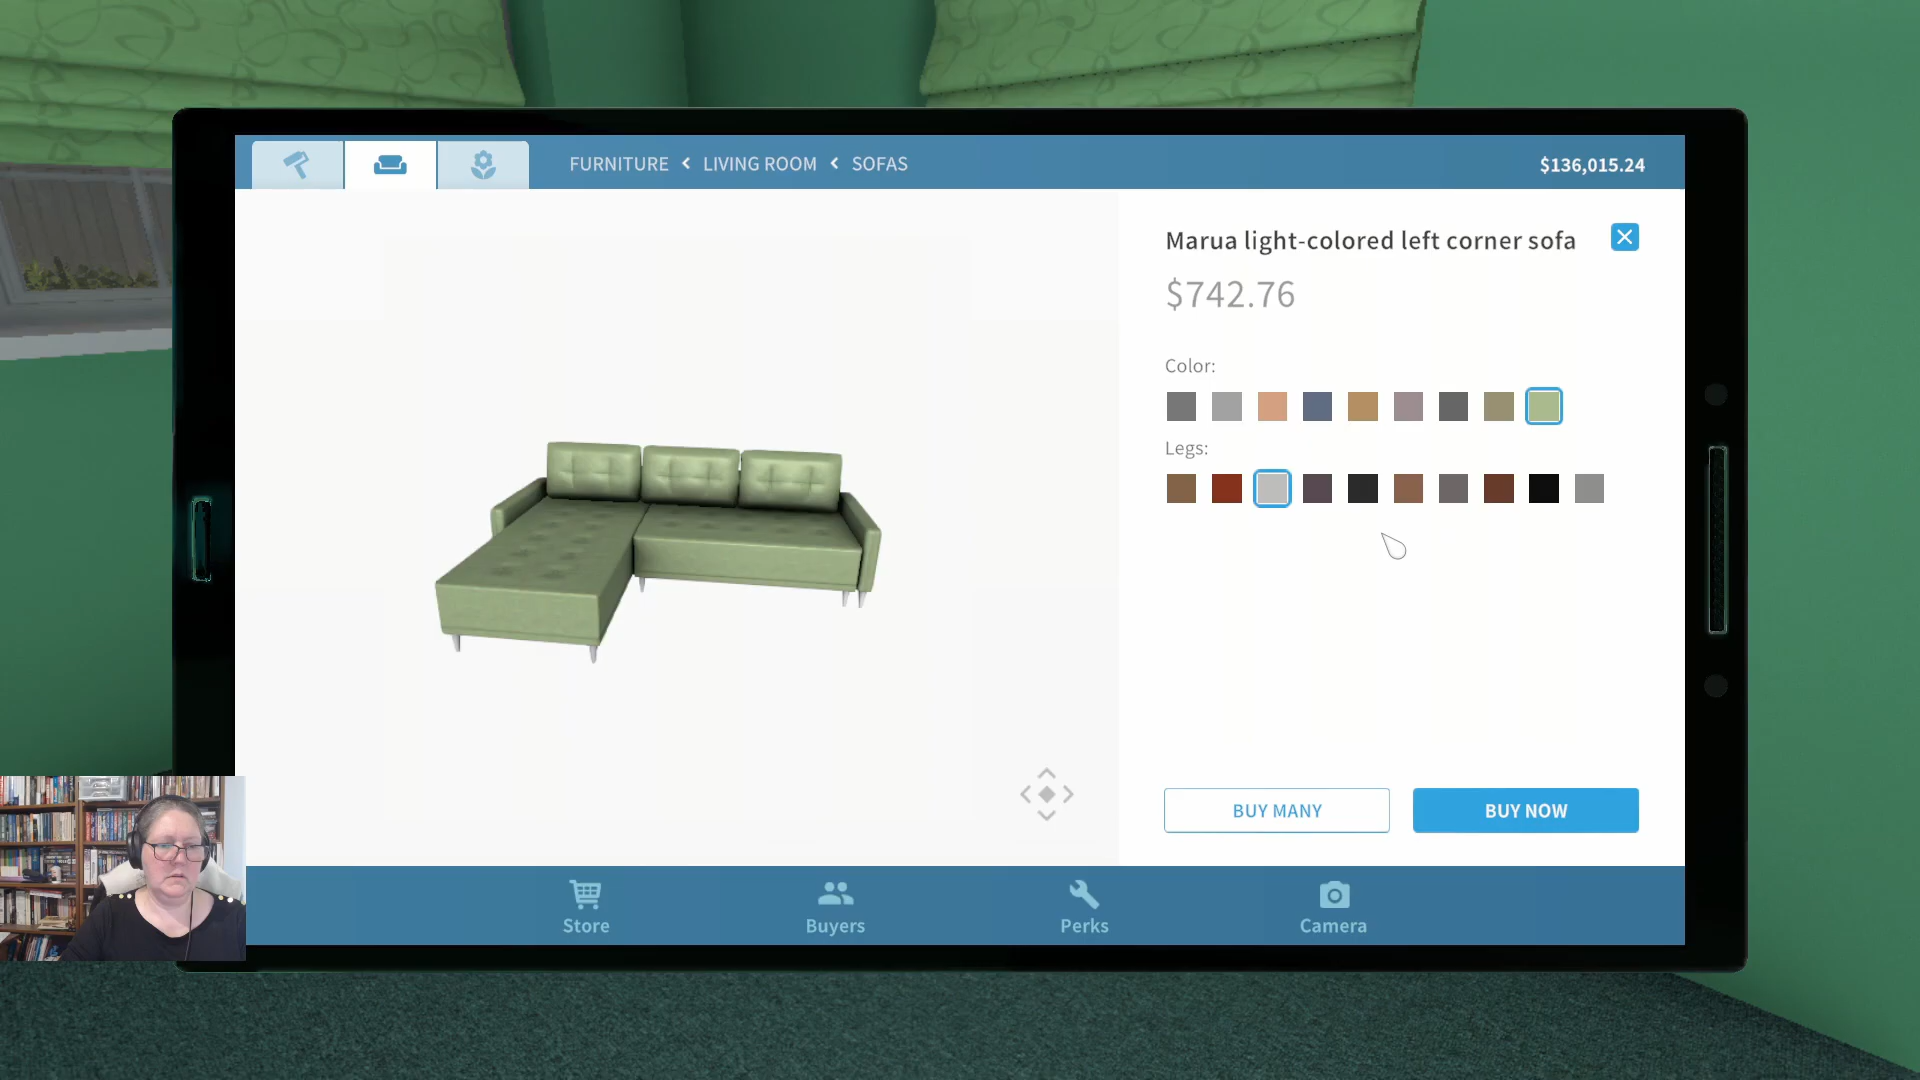 FURNITURE < LIVING ROOM < SOFAS
$136,015.24
Marua light-colored left corner sofa
$742.76
Color:
Legs:
BUY MANY
BUY NOW
Store
Buyers
Perks
Camera